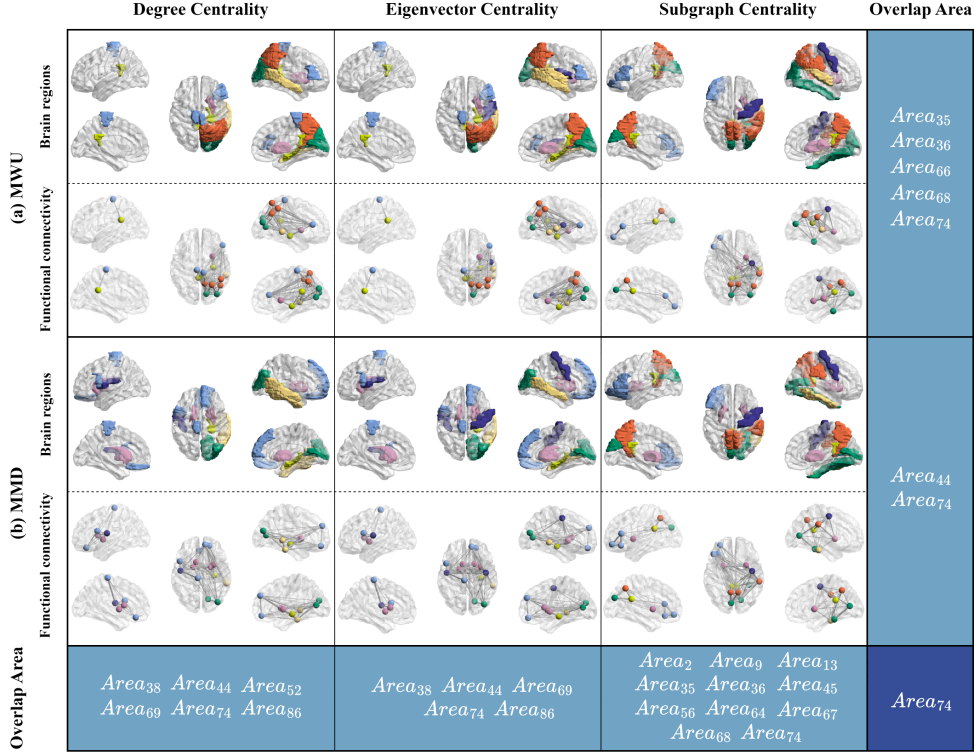 Degree Centrality Eigenvector Centrality Subgraph Centrality Overlap Area
(a) MWU
Brain regions
Functional connectivity
Area35
Area36
Area66
Area68
Area74
(b) MMD
Brain regions
Functional connectivity
Area44
Area74
Overlap Area
Area38 Area44 Area52
Area69 Area74 Area86
Area38 Area44 Area69
Area74 Area86
Area2 Area9 Area13
Area35 Area36 Area45
Area56 Area64 Area67
Area68 Area74
Area74